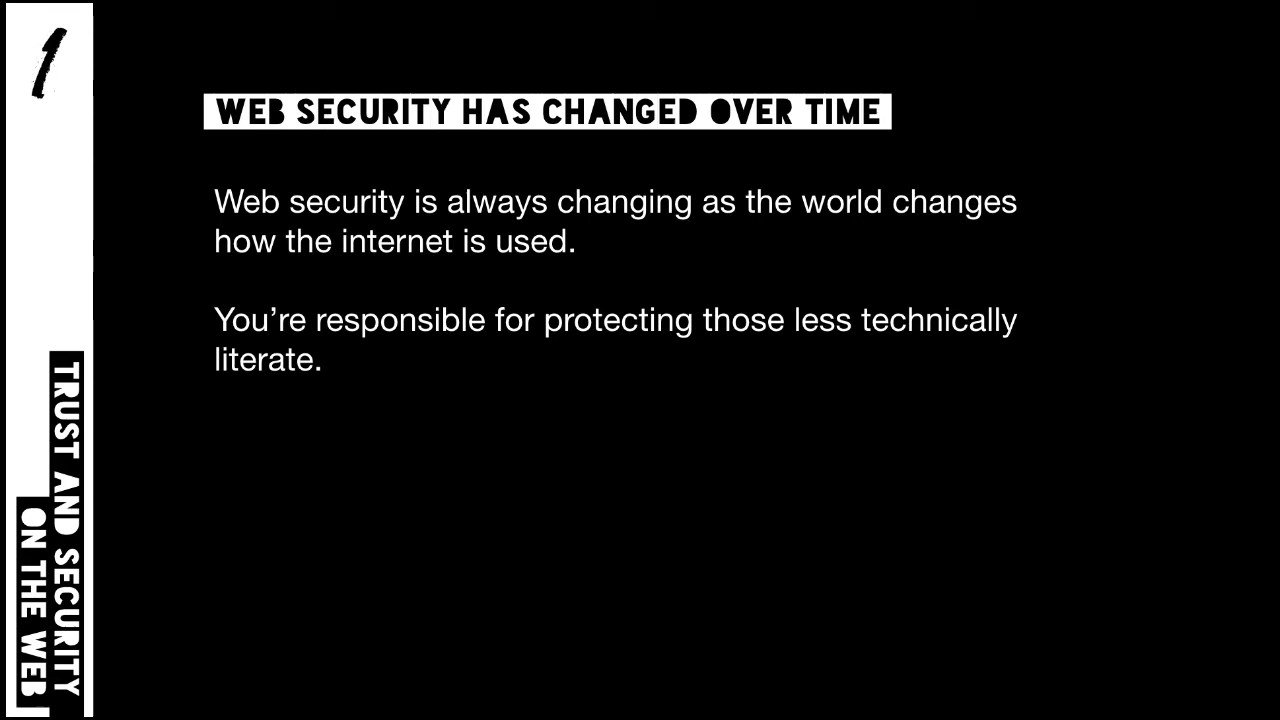 1
WEB SECURITY HAS CHANGED OVER TIME
Web security is always changing as the world changes
how the internet is used.
You’re responsible for protecting those less technically
literate.
TRUST AND SECURITY
ON THE WEB